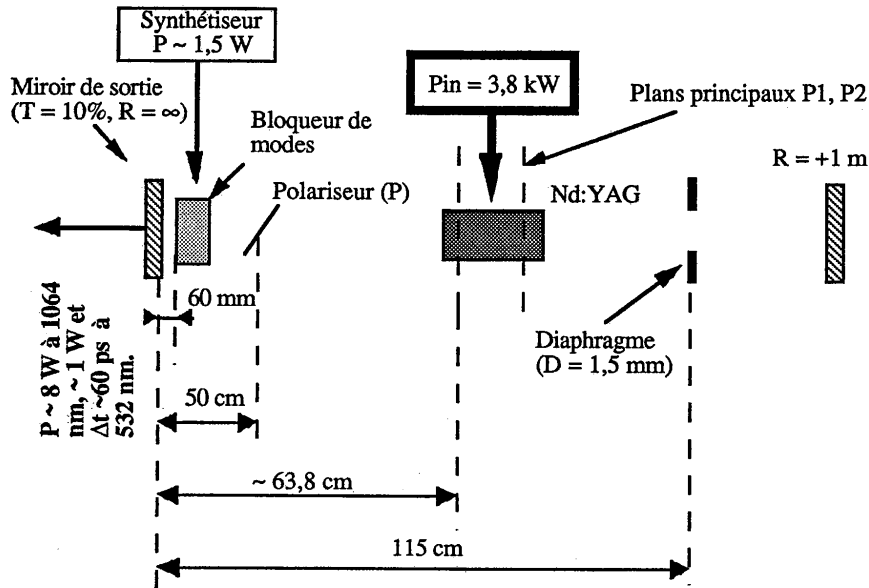 Synthétiseur
P ~ 1,5 W
Miroir de sortie
(T = 10%, R = ∞)
Bloqueur de
modes
Polariseur (P)
Pin = 3,8 kW
Plans principaux P1, P2
R = +1 m
Nd:YAG
60 mm
Diaphragme
(D = 1,5 mm)
P ~ 8 W à 1064
nm, ~ 1 W et
Δt ~60 ps à
532 nm.
50 cm
~ 63,8 cm
115 cm